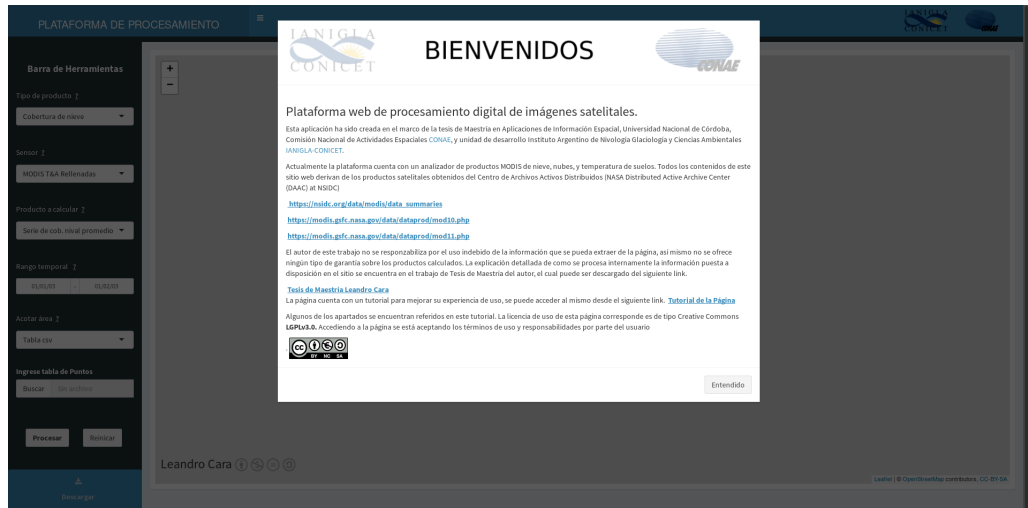 PLATAFORMA DE PROCESAMIENTO
IANIGLA
CONICET
Barra de Herramientas
Tipo de producto ?
Cobertura de nieve
Sensor ?
MODIS T&A Rellenadas
Producto a calcular ?
Serie de cob. nival promedio
Rango temporal ?
01/01/03 - 01/02/03
Acotar área ?
Tabla csv
Ingrese tabla de Puntos
Buscar Sin archivo
Procesar Reinicar
Descargar
+
−
IANIGLA
CONICET
BIENVENIDOS
CONAE
Plataforma web de procesamiento digital de imágenes satelitales.
Esta aplicación ha sido creada en el marco de la tesis de Maestría en Aplicaciones de Información Espacial, Universidad Nacional de Córdoba,
Comisión Nacional de Actividades Espaciales CONAE, y unidad de desarrollo Instituto Argentino de Nivología Glaciología y Ciencias Ambientales
IANIGLA-CONICET.
Actualmente la plataforma cuenta con un analizador de productos MODIS de nieve, nubes, y temperatura de suelos. Todos los contenidos de este
sitio web derivan de los productos satelitales obtenidos del Centro de Archivos Activos Distribuidos (NASA Distributed Active Archive Center
(DAAC) at NSIDC)
https://nsidc.org/data/modis/data_summaries
https://modis.gsfc.nasa.gov/data/dataprod/mod10.php
https://modis.gsfc.nasa.gov/data/dataprod/mod11.php
El autor de este trabajo no se responzabiliza por el uso indebido de la información que se pueda extraer de la página, asi mismo no se ofrece
ningún tipo de garantía sobre los productos calculados. La explicación detallada de como se procesa internamente la información puesta a
disposición en el sitio se encuentra en el trabajo de Tesis de Maestría del autor, el cual puede ser descargado del siguiente link.
Tesis de Maestría Leandro Cara
La página cuenta con un tutorial para mejorar su experiencia de uso, se puede acceder al mismo desde el siguiente link. Tutorial de la Página
Algunos de los apartados se encuentran referidos en este tutorial. La licencia de uso de esta página corresponde es de tipo Creative Commons
LGPLv3.0. Accediendo a la página se está aceptando los términos de uso y responsabilidades por parte del usuario
cc BY NC SA
Entendido
Leandro Cara
Leaflet | © OpenStreetMap contributors, CC-BY-SA